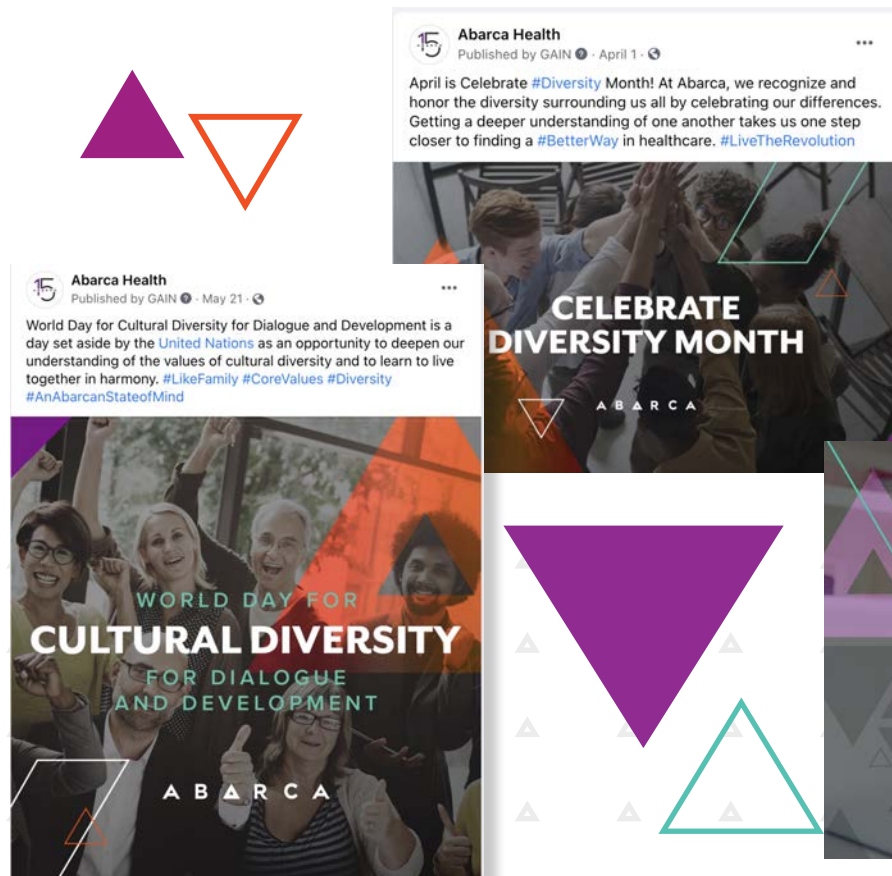 15
Abarca Health
Published by GAIN · April 1 ·
April is Celebrate #Diversity Month! At Abarca, we recognize and
honor the diversity surrounding us all by celebrating our differences.
Getting a deeper understanding of one another takes us one step
closer to finding a #BetterWay in healthcare. #LiveTheRevolution
CELEBRATE
DIVERSITY MONTH
ABARCA
15
Abarca Health
Published by GAIN · May 21 ·
World Day for Cultural Diversity for Dialogue and Development is a
day set aside by the United Nations as an opportunity to deepen our
understanding of the values of cultural diversity and to learn to live
together in harmony. #LikeFamily #CoreValues #Diversity
#AnAbarcanStateofMind
WORLD DAY FOR
CULTURAL DIVERSITY
FOR DIALOGUE
AND DEVELOPMENT
ABARCA